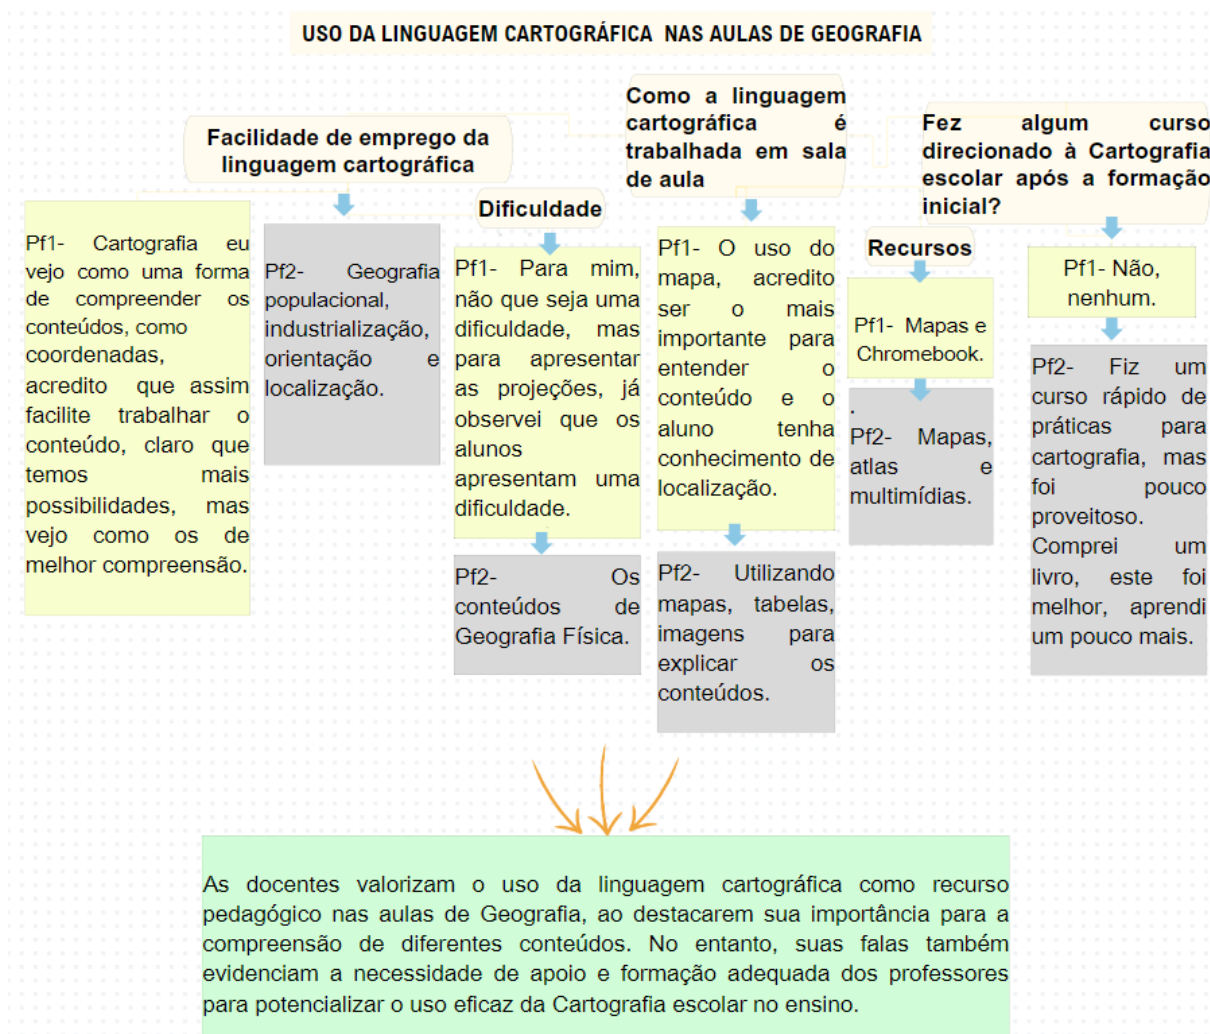 USO DA LINGUAGEM CARTOGRÁFICA NAS AULAS DE GEOGRAFIA
Facilidade de emprego da
linguagem cartográfica
Pf1- Cartografia eu
vejo como uma forma
de compreender os
conteúdos, como
coordenadas,
acredito que assim
facilite trabalhar o
conteúdo, claro que
temos mais
possibilidades, mas
vejo como os de
melhor compreensão.
Pf2- Geografia
populacional,
industrialização,
orientação e
localização.
Dificuldade
Pf1- Para mim,
não que seja uma
dificuldade, mas
para apresentar
as projeções, já
observei que os
alunos
apresentam uma
dificuldade.
Pf2- Os
conteúdos de
Geografia Física.
Como a linguagem
cartográfica é
trabalhada em sala
de aula
Pf1- O uso do
mapa, acredito
ser o mais
importante para
entender o
conteúdo e o
aluno tenha
conhecimento de
localização.
Pf2- Utilizando
mapas, tabelas,
imagens para
explicar os
conteúdos.
Recursos
Pf1- Mapas e
Chromebook.
.
Pf2- Mapas,
atlas e
multimídias.
Fez algum curso
direcionado à Cartografia
escolar após a formação
inicial?
Pf1- Não,
nenhum.
Pf2- Fiz um
curso rápido de
práticas para
cartografia, mas
foi pouco
proveitoso.
Comprei um
livro, este foi
melhor, aprendi
um pouco mais.
As docentes valorizam o uso da linguagem cartográfica como recurso
pedagógico nas aulas de Geografia, ao destacarem sua importância para a
compreensão de diferentes conteúdos. No entanto, suas falas também
evidenciam a necessidade de apoio e formação adequada dos professores
para potencializar o uso eficaz da Cartografia escolar no ensino.